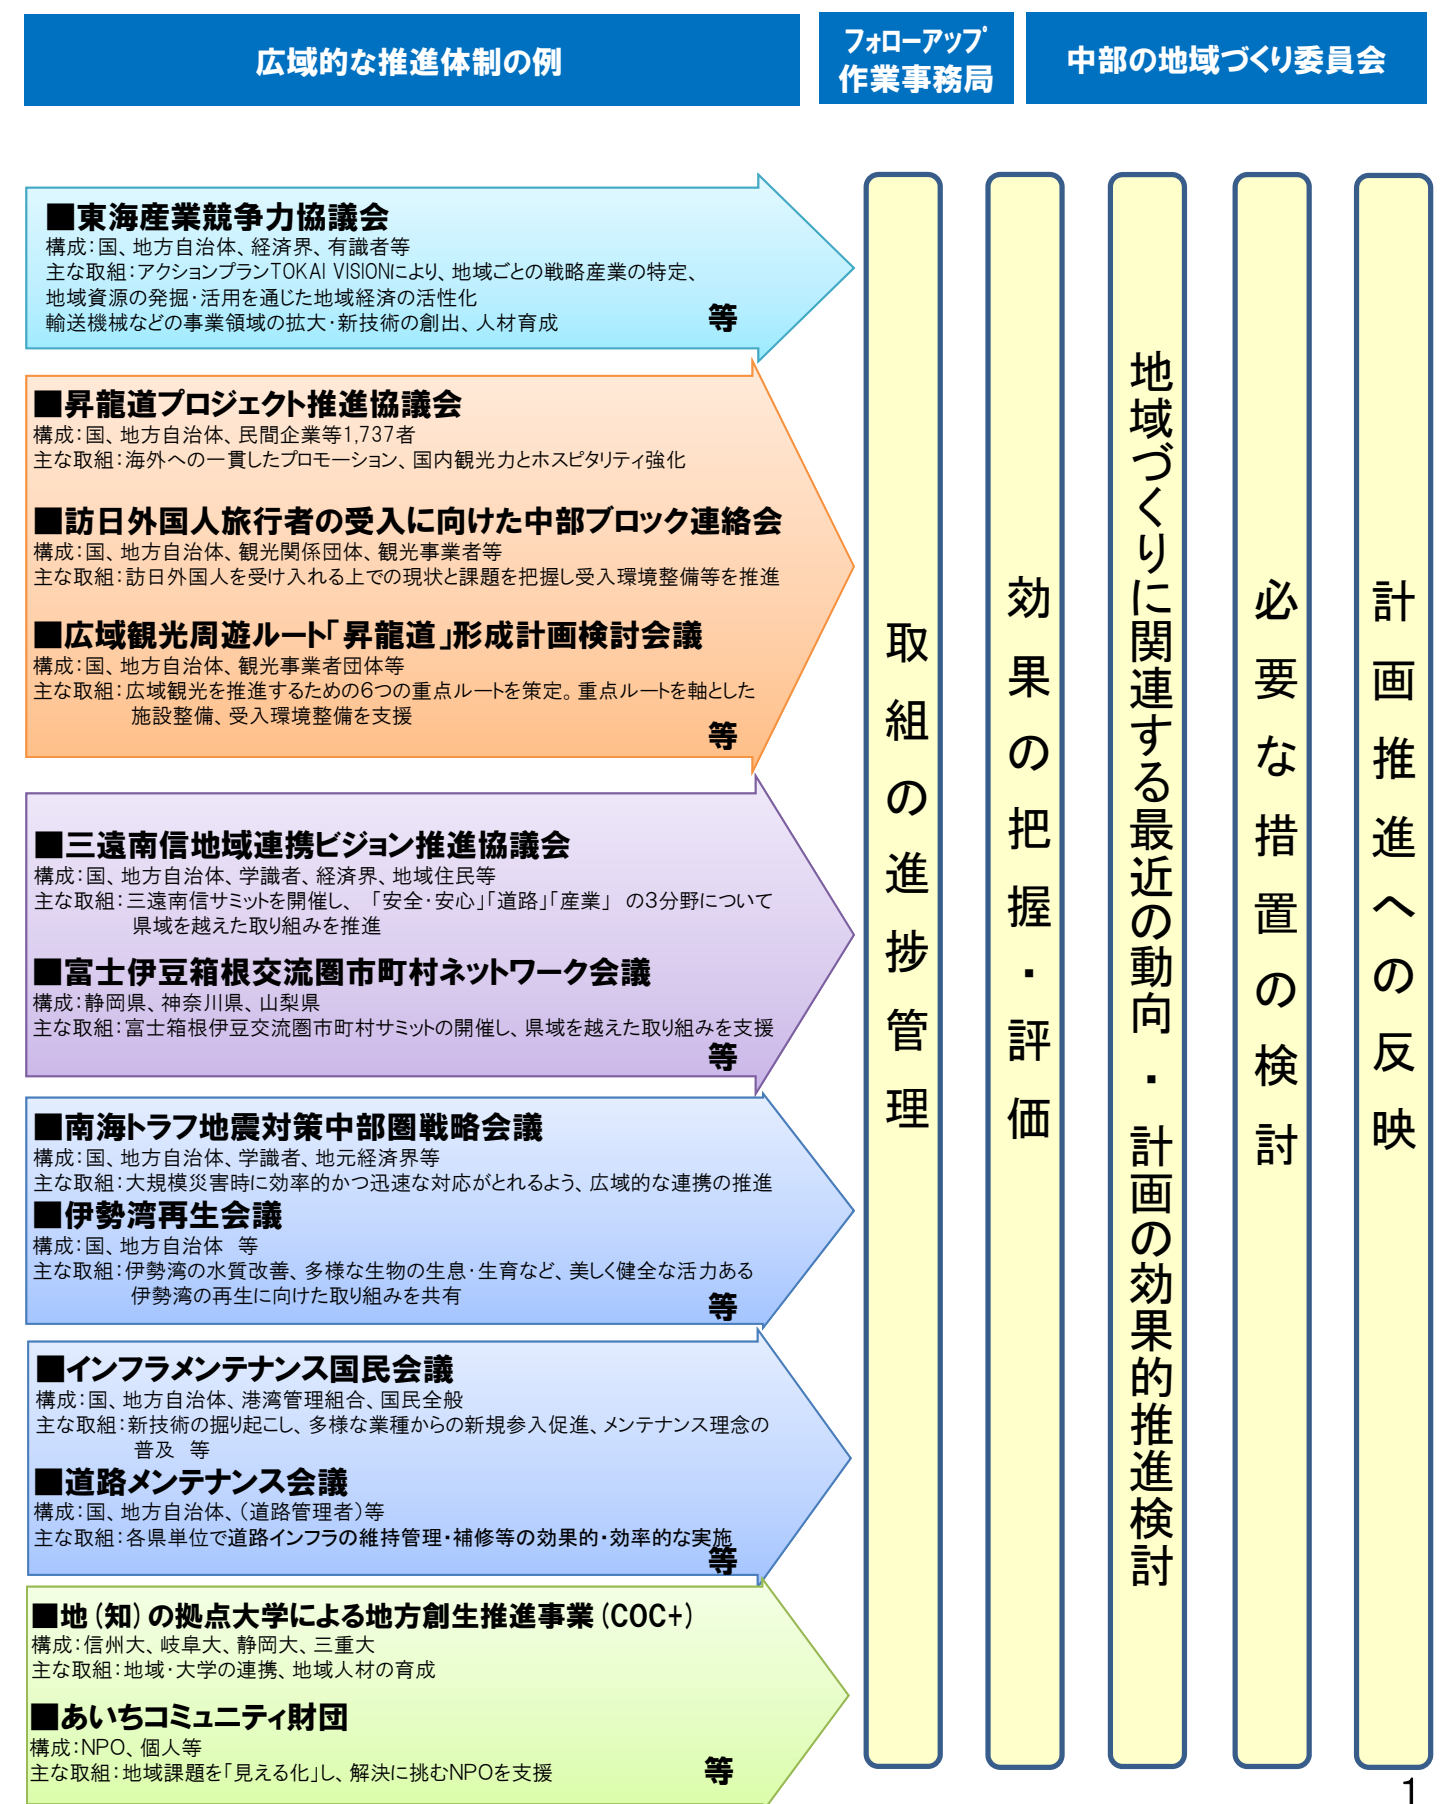 広域的な推進体制の例
フォローアップ
作業事務局
中部の地域づくり委員会
■東海産業競争力協議会
構成：国、地方自治体、経済界、有識者等
主な取組：アクションプランTOKAI VISIONにより、地域ごとの戦略産業の特定、
地域資源の発掘・活用を通じた地域経済の活性化
輸送機械などの事業領域の拡大・新技術の創出、人材育成
等
■昇龍道プロジェクト推進協議会
構成：国、地方自治体、民間企業等1,737者
主な取組：海外への一貫したプロモーション、国内観光力とホスピタリティ強化
■訪日外国人旅行者の受入に向けた中部ブロック連絡会
構成：国、地方自治体、観光関係団体、観光事業者等
主な取組：訪日外国人を受け入れる上での現状と課題を把握し受入環境整備等を推進
■広域観光周遊ルート「昇龍道」形成計画検討会議
構成：国、地方自治体、観光事業者団体等
主な取組：広域観光を推進するための6つの重点ルートを策定。重点ルートを軸とした
施設整備、受入環境整備を支援
等
■三遠南信地域連携ビジョン推進協議会
構成：国、地方自治体、学識者、経済界、地域住民等
主な取組：三遠南信サミットを開催し、「安全・安心」「道路」「産業」 の3分野について
県域を越えた取り組みを推進
■富士伊豆箱根交流圏市町村ネットワーク会議
構成：静岡県、神奈川県、山梨県
主な取組：富士箱根伊豆交流圏市町村サミットの開催し、県域を越えた取り組みを支援
等
■南海トラフ地震対策中部圏戦略会議
構成：国、地方自治体、学識者、地元経済界等
主な取組：大規模災害時に効率的かつ迅速な対応がとれるよう、広域的な連携の推進
■伊勢湾再生会議
構成：国、地方自治体 等
主な取組：伊勢湾の水質改善、多様な生物の生息・生育など、美しく健全な活力ある
伊勢湾の再生に向けた取り組みを共有
等
■インフラメンテナンス国民会議
構成：国、地方自治体、港湾管理組合、国民全般
主な取組：新技術の掘り起こし、多様な業種からの新規参入促進、メンテナンス理念の
普及 等
■道路メンテナンス会議
構成：国、地方自治体、（道路管理者）等
主な取組：各県単位で道路インフラの維持管理・補修等の効果的・効率的な実施
等
■地（知）の拠点大学による地方創生推進事業（COC+）
構成：信州大、岐阜大、静岡大、三重大
主な取組：地域・大学の連携、地域人材の育成
■あいちコミュニティ財団
構成：NPO、個人等
主な取組：地域課題を「見える化」し、解決に挑むNPOを支援
等
取組の進捗管理
効果の把握・評価
地域づくりに関連する最近の動向・計画の効果的推進検討
必要な措置の検討
計画推進への反映
1